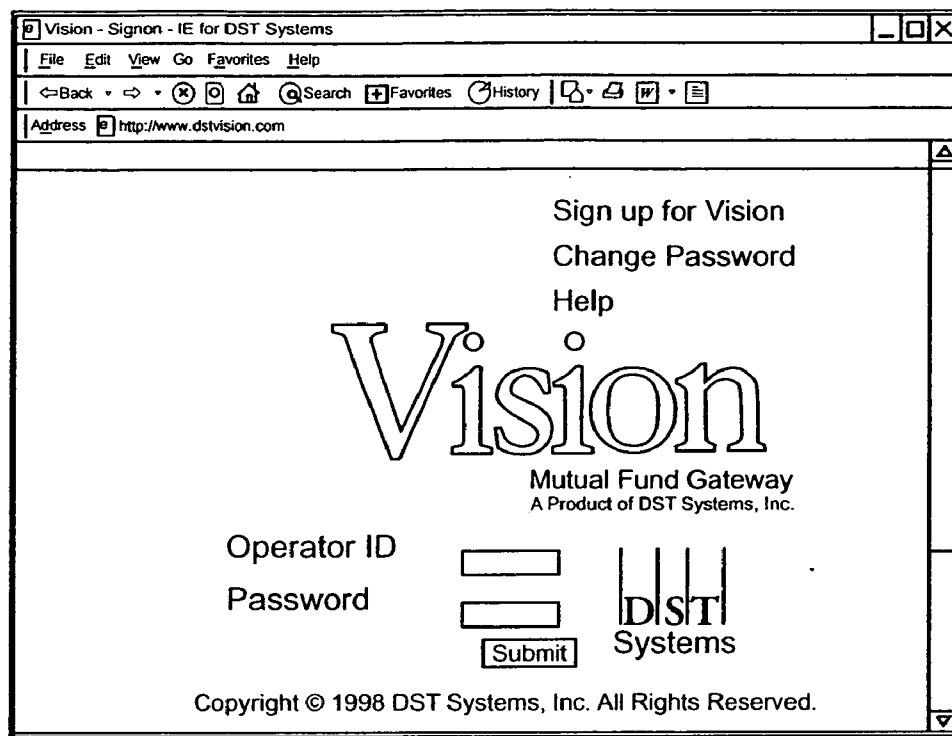 Vision - Signon - IE for DST Systems
File Edit View Go Favorites Help
Back Search Favorites History W
Address http://www.dstvision.com
Sign up for Vision
Change Password
Help
Vision
Mutual Fund Gateway
A Product of DST Systems, Inc.
Operator ID
Password
DST
Systems
Submit
Copyright © 1998 DST Systems, Inc. All Rights Reserved.